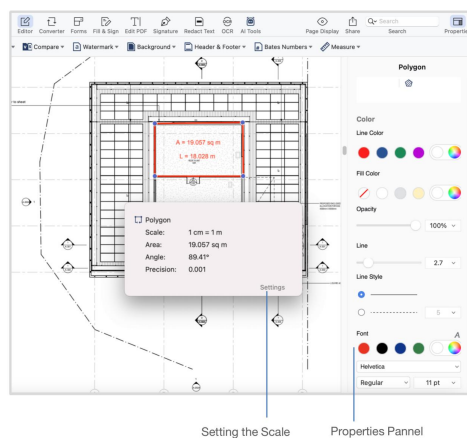 Editor Converter Forms Fill & Sign Edit PDF Signature Redact Text OCR AI Tools Page Display Share Search Search Propertie
Compare Watermark Background Header & Footer Bates Numbers Measure
Polygon
Color
Line Color
Fill Color
Opacity
100%
Line
2.7
Line Style
5
Font A
Helvetica
Regular 11 pt
A = 19.057 sq m
L = 18.028 m
Polygon
Scale: 1 cm = 1 m
Area: 19.057 sq m
Angle: 89.41°
Precision: 0.001
Settings
Setting the Scale Properties Pannel